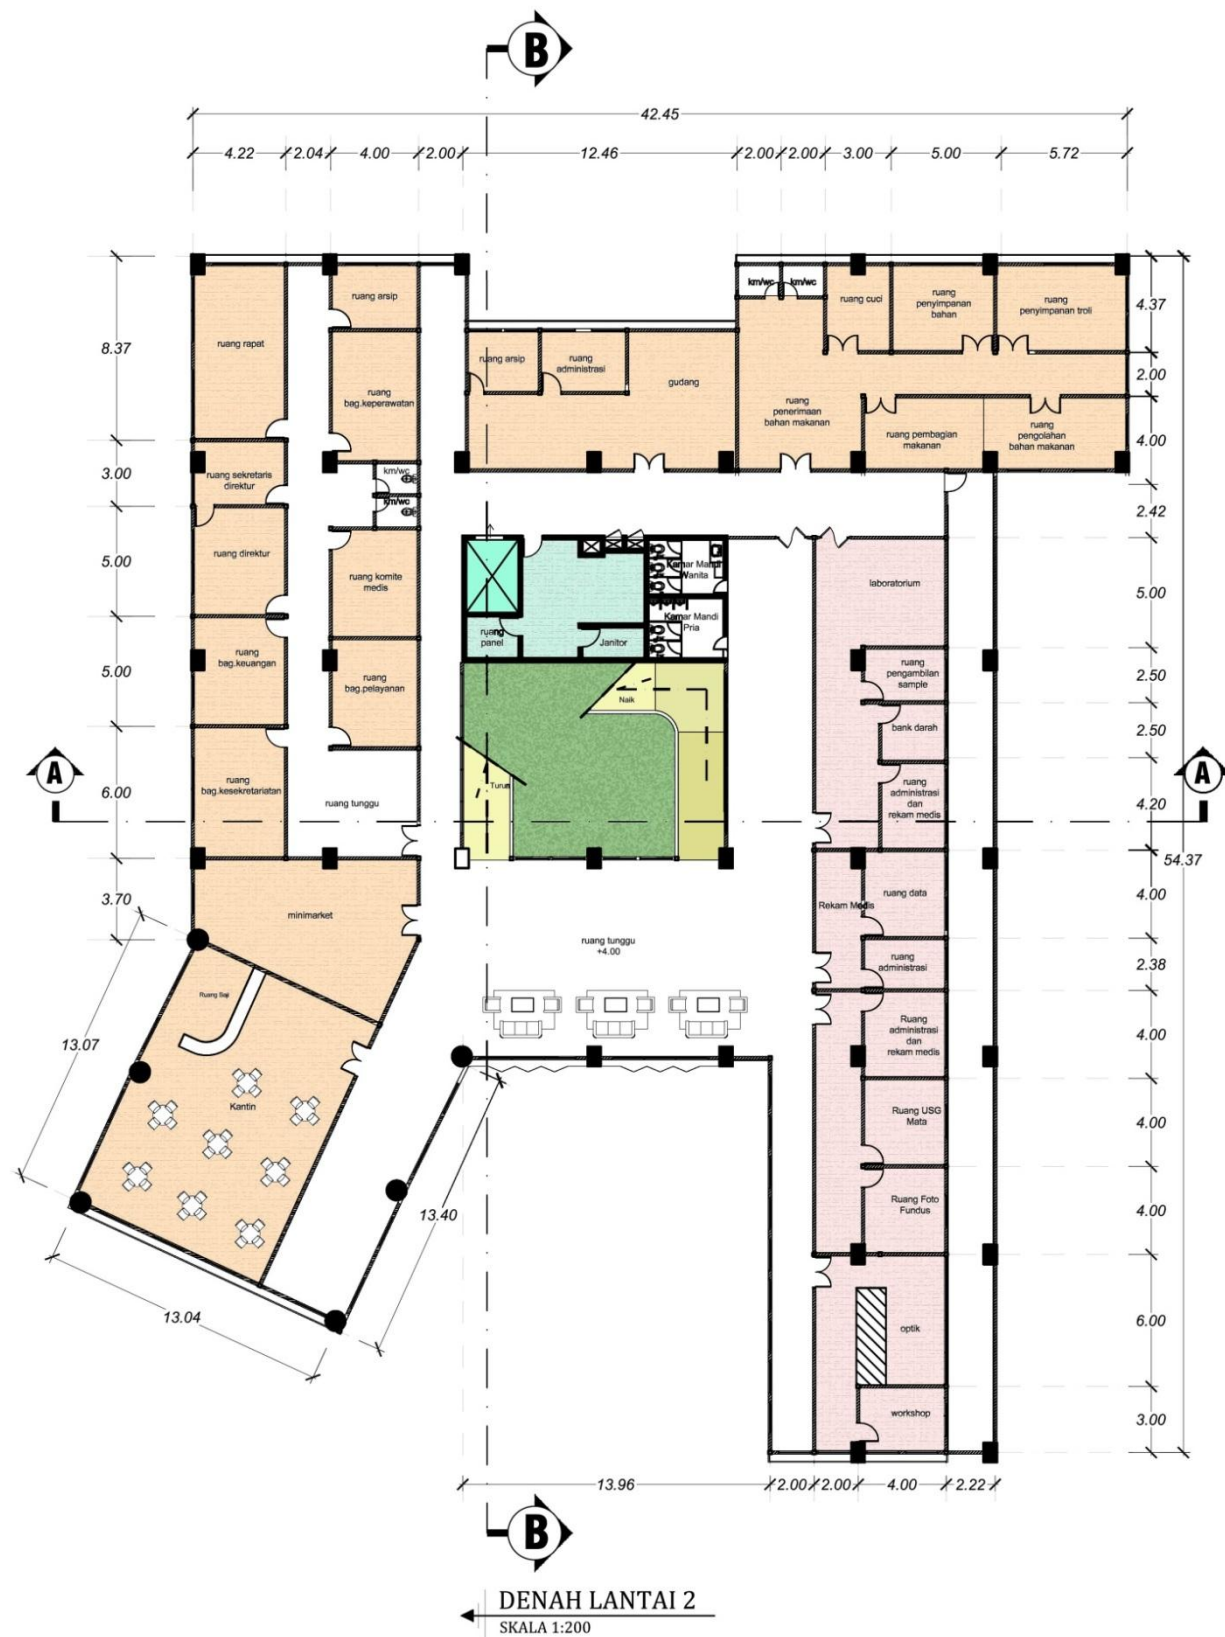 B
42.45
4.22
2.04
4.00
2.00
12.46
2.00
2.00
3.00
5.00
5.72
8.37
3.00
5.00
5.00
6.00
3.70
ruang rapat
ruang arsip
ruang
bag.keperawatan
km/wc
km/wc
ruang sekretaris
direktur
ruang direktur
ruang komite
medis
ruang
bag.keuangan
ruang
bag.pelayanan
ruang
bag.kesekretariatan
ruang tunggu
minimarket
ruang arsip
ruang
administrasi
gudang
km/wc
km/wc
ruang cuci
ruang
penyimpanan
bahan
ruang
penyimpanan troli
ruang
penerimaan
bahan makanan
ruang pembagian
makanan
ruang
pengolahan
bahan makanan
4.37
2.00
4.00
2.42
5.00
2.50
2.50
4.20
54.37
4.00
2.38
4.00
4.00
4.00
6.00
3.00
ruang
panel
Janitor
Kamar Mandi
Wanita
Kamar Mandi
Pria
Naik
Turun
laboratorium
ruang
pengambilan
sample
bank darah
ruang
administrasi
dan
rekam medis
A
A
Rekam Medis
ruang data
ruang
administrasi
ruang tunggu
+4.00
Ruang
administrasi
dan
rekam medis
Ruang USG
Mata
Ruang Foto
Fundus
optik
workshop
Ruang Saji
Kantin
13.07
13.04
13.40
13.96
2.00
2.00
4.00
2.22
B
DENAH LANTAI 2
SKALA 1:200